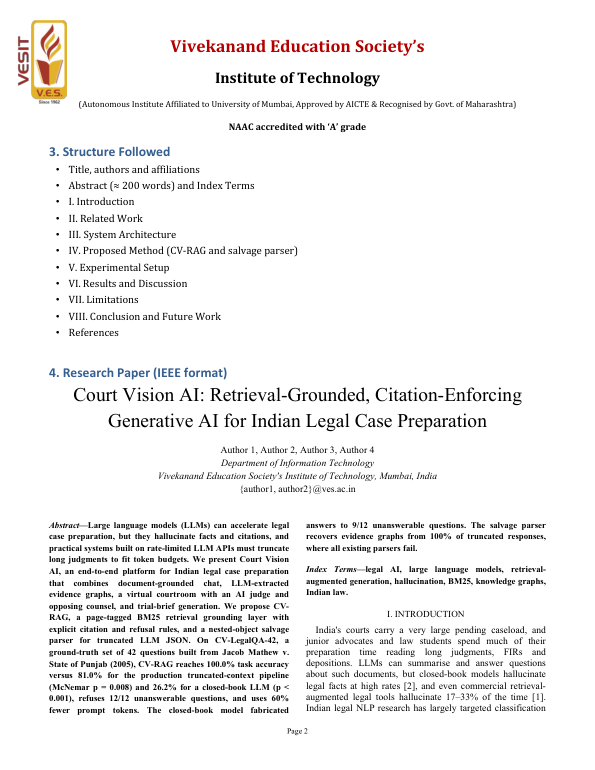 VESIT
V.E.S.
Since 1962
Vivekanand Education Society's
Institute of Technology
(Autonomous Institute Affiliated to University of Mumbai, Approved by AICTE & Recognised by Govt. of Maharashtra)
NAAC accredited with 'A' grade
3. Structure Followed
• Title, authors and affiliations
• Abstract (≈ 200 words) and Index Terms
• I. Introduction
• II. Related Work
• III. System Architecture
• IV. Proposed Method (CV-RAG and salvage parser)
• V. Experimental Setup
• VI. Results and Discussion
• VII. Limitations
• VIII. Conclusion and Future Work
• References
4. Research Paper (IEEE format)
Court Vision AI: Retrieval-Grounded, Citation-Enforcing
Generative AI for Indian Legal Case Preparation
Author 1, Author 2, Author 3, Author 4
Department of Information Technology
Vivekanand Education Society's Institute of Technology, Mumbai, India
{author1, author2}@ves.ac.in
Abstract—Large language models (LLMs) can accelerate legal
case preparation, but they hallucinate facts and citations, and
practical systems built on rate-limited LLM APIs must truncate
long judgments to fit token budgets. We present Court Vision
AI, an end-to-end platform for Indian legal case preparation
that combines document-grounded chat, LLM-extracted
evidence graphs, a virtual courtroom with an AI judge and
opposing counsel, and trial-brief generation. We propose CV-
RAG, a page-tagged BM25 retrieval grounding layer with
explicit citation and refusal rules, and a nested-object salvage
parser for truncated LLM JSON. On CV-LegalQA-42, a
ground-truth set of 42 questions built from Jacob Mathew v.
State of Punjab (2005), CV-RAG reaches 100.0% task accuracy
versus 81.0% for the production truncated-context pipeline
(McNemar p = 0.008) and 26.2% for a closed-book LLM (p <
0.001), refuses 12/12 unanswerable questions, and uses 60%
fewer prompt tokens. The closed-book model fabricated
answers to 9/12 unanswerable questions. The salvage parser
recovers evidence graphs from 100% of truncated responses,
where all existing parsers fail.
Index Terms—legal AI, large language models, retrieval-
augmented generation, hallucination, BM25, knowledge graphs,
Indian law.
I. INTRODUCTION
India's courts carry a very large pending caseload, and
junior advocates and law students spend much of their
preparation time reading long judgments, FIRs and
depositions. LLMs can summarise and answer questions
about such documents, but closed-book models hallucinate
legal facts at high rates [2], and even commercial retrieval-
augmented legal tools hallucinate 17–33% of the time [1].
Indian legal NLP research has largely targeted classification
Page 2